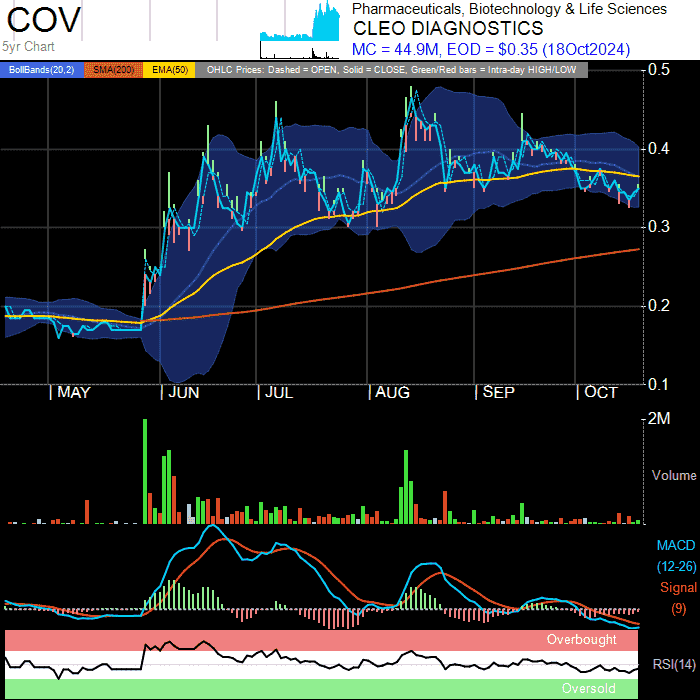 COV
5yr Chart
Pharmaceuticals, Biotechnology & Life Sciences
CLEO DIAGNOSTICS
MC = 44.9M, EOD = $0.35 (18Oct2024)
BollBands(20,2) SMA(200) EMA(50) OHLC Prices: Dashed = OPEN, Solid = CLOSE, Green/Red bars = Intra-day HIGH/LOW
0.5
0.4
0.3
0.2
0.1
| MAY | JUN | JUL | AUG | SEP | OCT
2M
Volume
MACD
(12-26)
Signal
(9)
Overbought
RSI(14)
Oversold